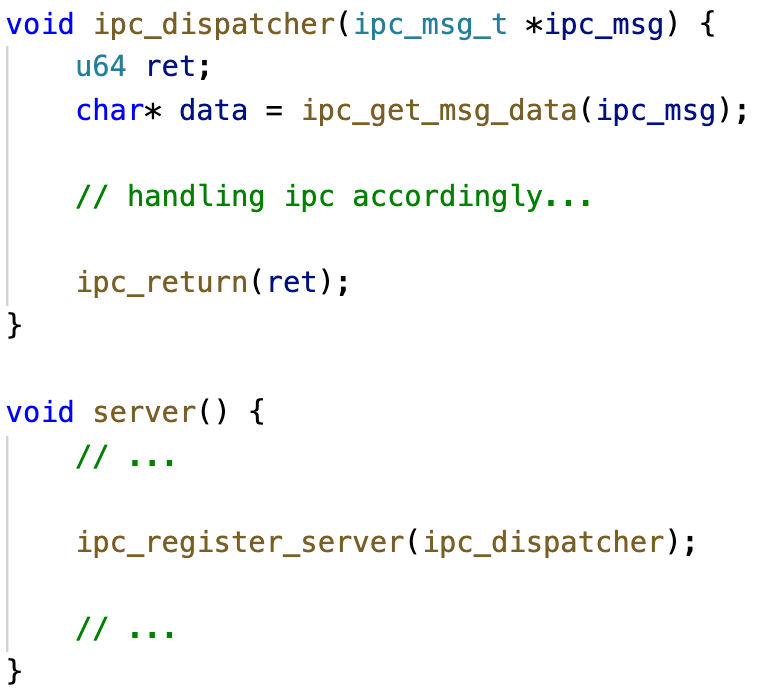 void ipc_dispatcher(ipc_msg_t *ipc_msg) {
    u64 ret;
    char* data = ipc_get_msg_data(ipc_msg);
    // handling ipc accordingly...
    ipc_return(ret);
}
void server() {
    // ...
    ipc_register_server(ipc_dispatcher);
    // ...
}